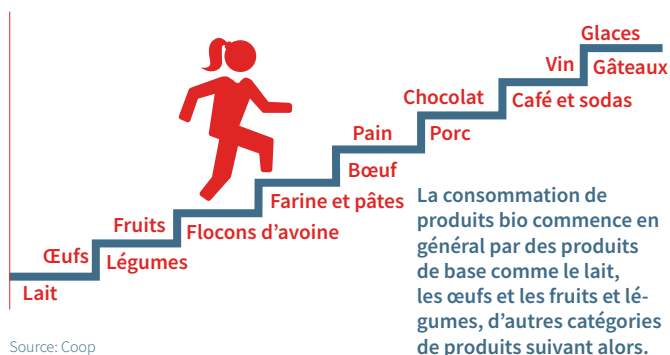 Glaces
Vin
Gâteaux
Chocolat
Café et sodas
Pain
Porc
Bœuf
Farine et pâtes
Fruits
Flocons d’avoine
Œufs
Légumes
Lait
La consommation de
produits bio commence en
général par des produits
de base comme le lait,
les œufs et les fruits et lé-
gumes, d’autres catégories
de produits suivant alors.
Source: Coop